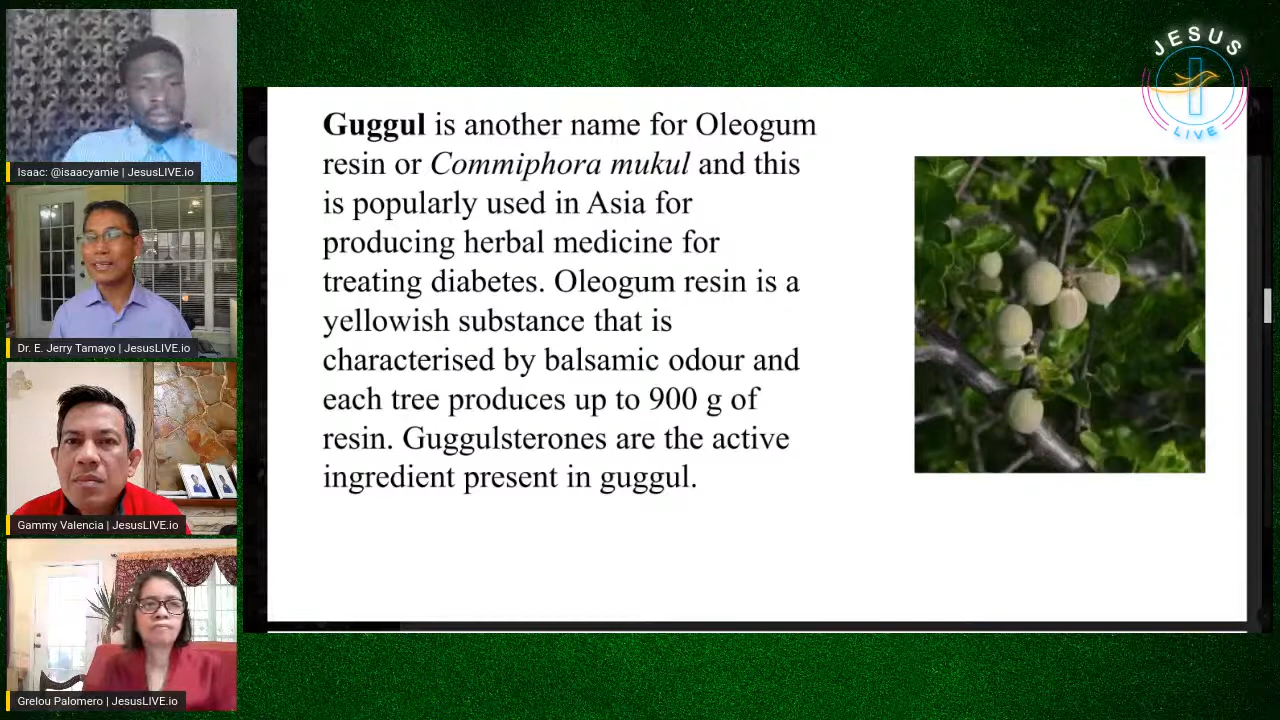 JESUS
LIVE
Isaac: @isaacyamie | JesusLIVE.io
Dr. E. Jerry Tamayo | JesusLIVE.io
Gammy Valencia | JesusLIVE.io
Grelou Palomero | JesusLIVE.io
Guggul is another name for Oleogum
resin or Commiphora mukul and this
is popularly used in Asia for
producing herbal medicine for
treating diabetes. Oleogum resin is a
yellowish substance that is
characterised by balsamic odour and
each tree produces up to 900 g of
resin. Guggulsterones are the active
ingredient present in guggul.